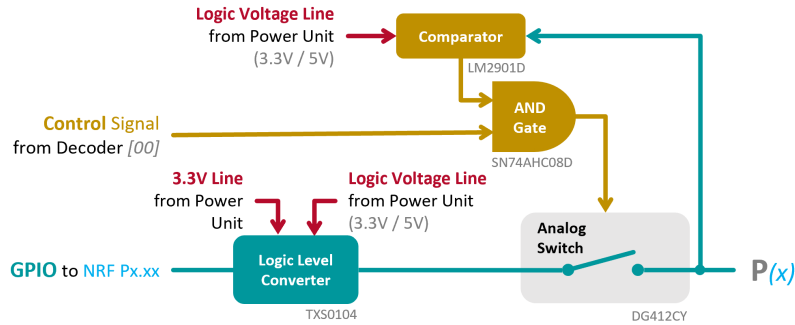 Logic Voltage Line
from Power Unit
(3.3V / 5V)
Comparator
LM2901D
AND
Gate
SN74AHC08D
Control Signal
from Decoder [00]
3.3V Line
from Power
Unit
Logic Voltage Line
from Power Unit
(3.3V / 5V)
Analog
Switch
GPIO to NRF Px.xx
Logic Level
Converter
TXS0104
DG412CY
P(x)